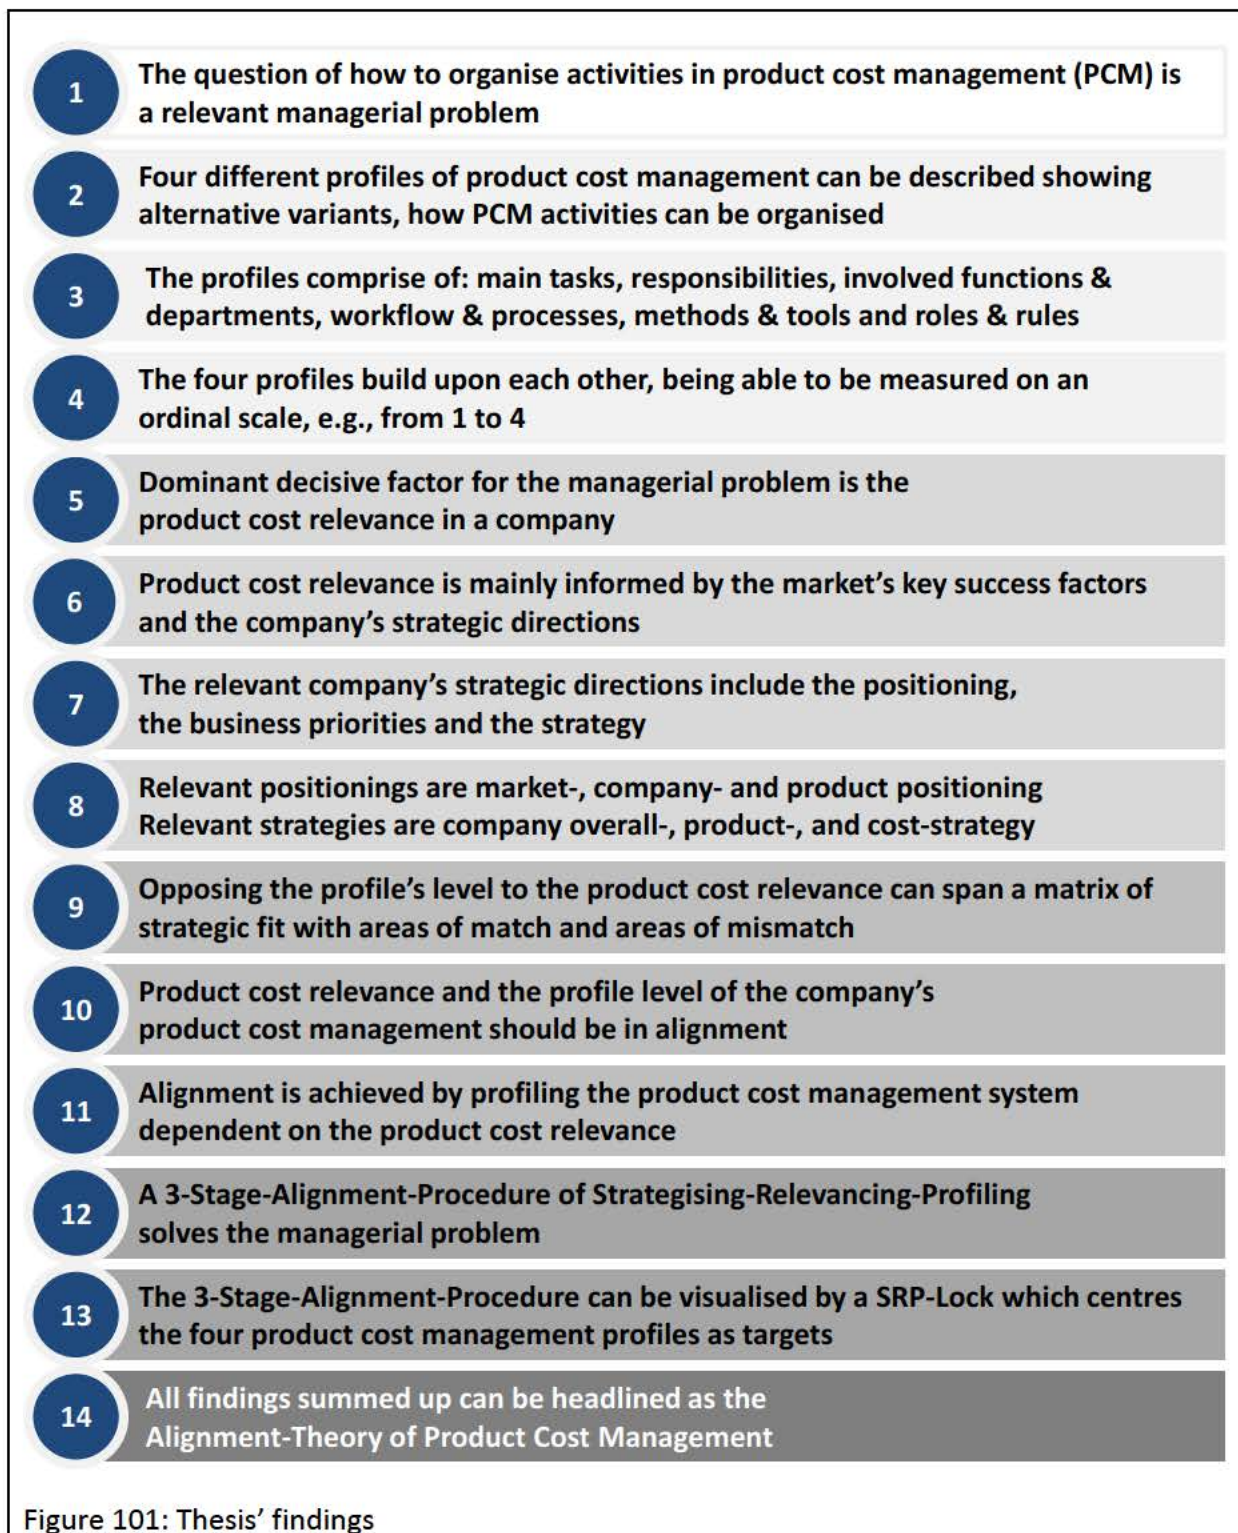 1
The question of how to organise activities in product cost management (PCM) is
a relevant managerial problem
2
Four different profiles of product cost management can be described showing
alternative variants, how PCM activities can be organised
3
The profiles comprise of: main tasks, responsibilities, involved functions &
departments, workflow & processes, methods & tools and roles & rules
4
The four profiles build upon each other, being able to be measured on an
ordinal scale, e.g., from 1 to 4
5
Dominant decisive factor for the managerial problem is the
product cost relevance in a company
6
Product cost relevance is mainly informed by the market’s key success factors
and the company’s strategic directions
7
The relevant company’s strategic directions include the positioning,
the business priorities and the strategy
8
Relevant positionings are market-, company- and product positioning
Relevant strategies are company overall-, product-, and cost-strategy
9
Opposing the profile’s level to the product cost relevance can span a matrix of
strategic fit with areas of match and areas of mismatch
10
Product cost relevance and the profile level of the company’s
product cost management should be in alignment
11
Alignment is achieved by profiling the product cost management system
dependent on the product cost relevance
12
A 3-Stage-Alignment-Procedure of Strategising-Relevancing-Profiling
solves the managerial problem
13
The 3-Stage-Alignment-Procedure can be visualised by a SRP-Lock which centres
the four product cost management profiles as targets
14
All findings summed up can be headlined as the
Alignment-Theory of Product Cost Management
Figure 101: Thesis’ findings